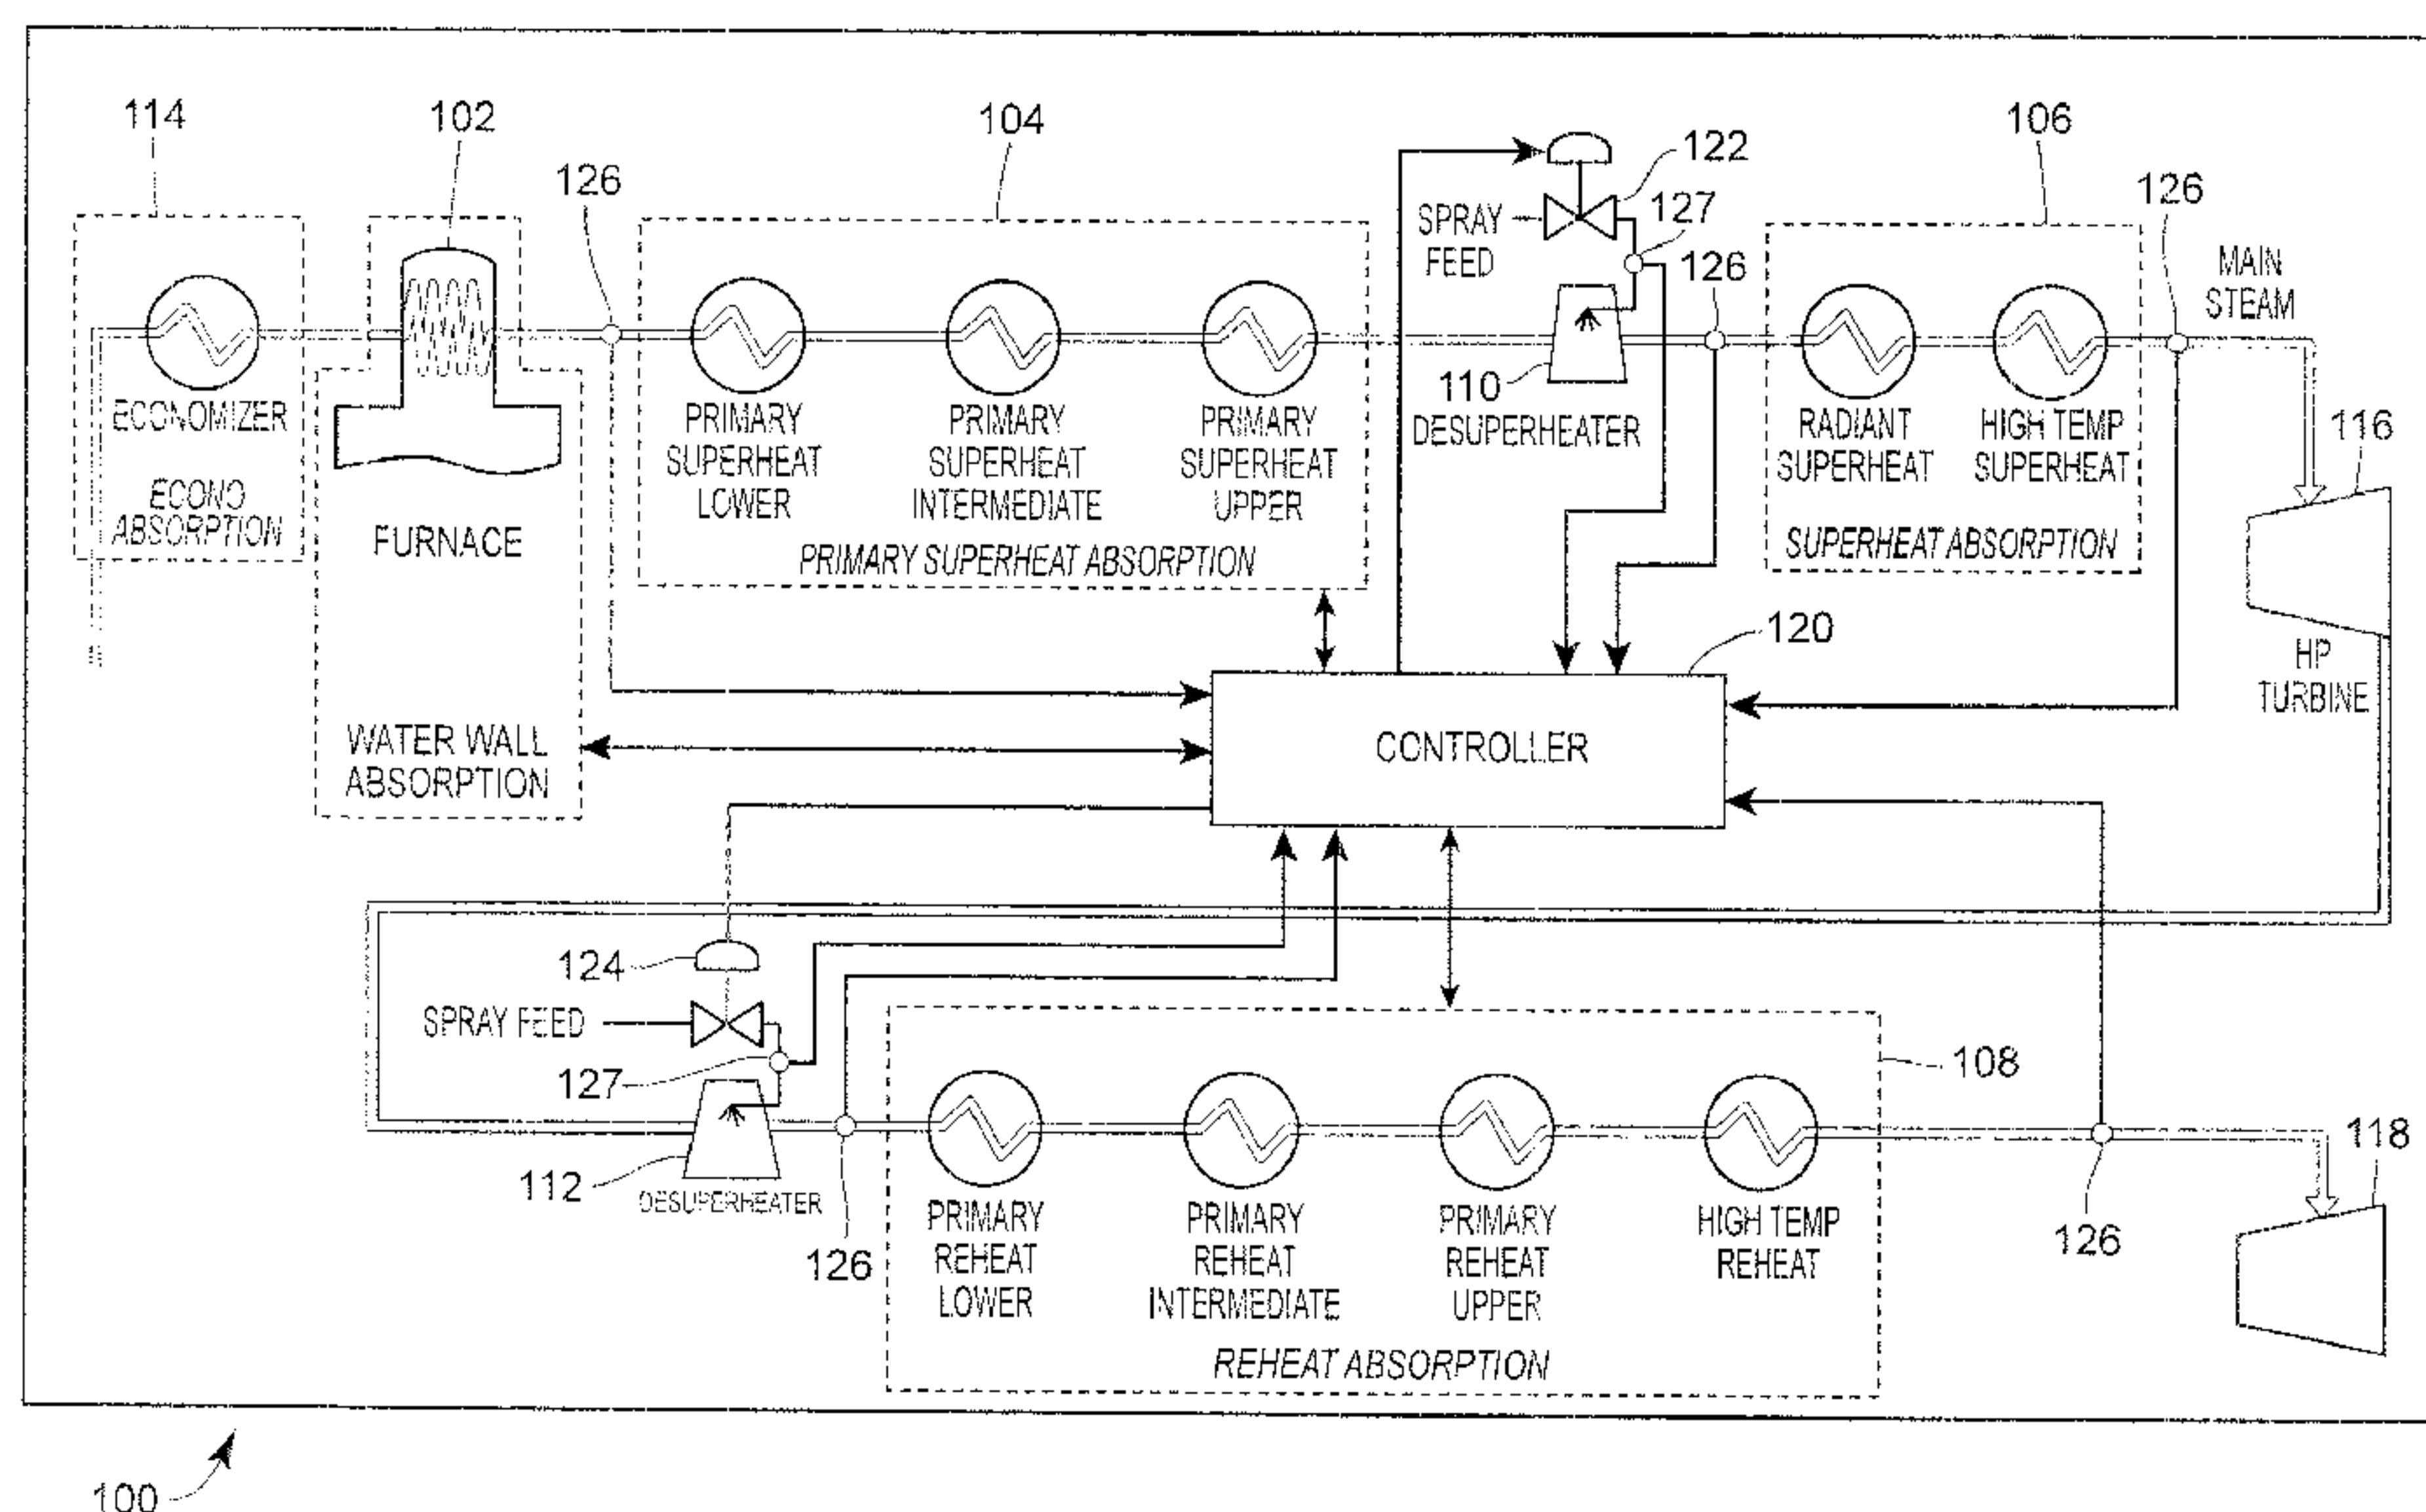 114
102
104
106
126
122
127
126
126
SPRAY
FEED
MAIN
STEAM
110
DESUPERHEATER
ECONOMIZER
ECONO
ABSORPTION
FURNACE
WATER WALL
ABSORPTION
PRIMARY
SUPERHEAT
LOWER
PRIMARY
SUPERHEAT
INTERMEDIATE
PRIMARY
SUPERHEAT
UPPER
PRIMARY SUPERHEAT ABSORPTION
RADIANT
SUPERHEAT
HIGH TEMP
SUPERHEAT
SUPERHEAT ABSORPTION
116
HP
TURBINE
120
CONTROLLER
124
SPRAY FEED
127
112
DESUPERHEATER
126
108
PRIMARY
REHEAT
LOWER
PRIMARY
REHEAT
INTERMEDIATE
PRIMARY
REHEAT
UPPER
HIGH TEMP
REHEAT
REHEAT ABSORPTION
126
118
100